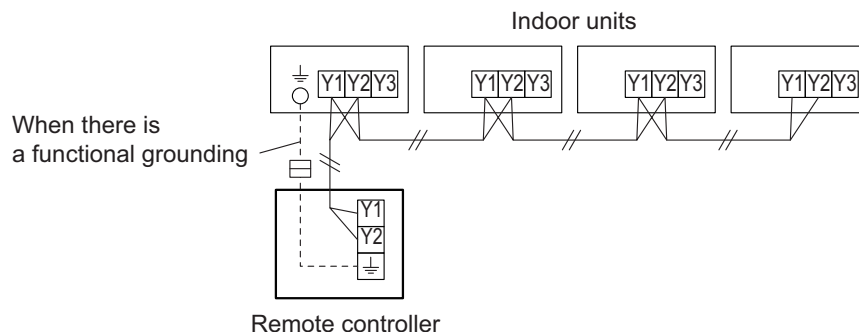 Indoor units
Y1 Y2 Y3 Y1 Y2 Y3 Y1 Y2 Y3 Y1 Y2 Y3
When there is
a functional grounding
Y1
Y2
Remote controller